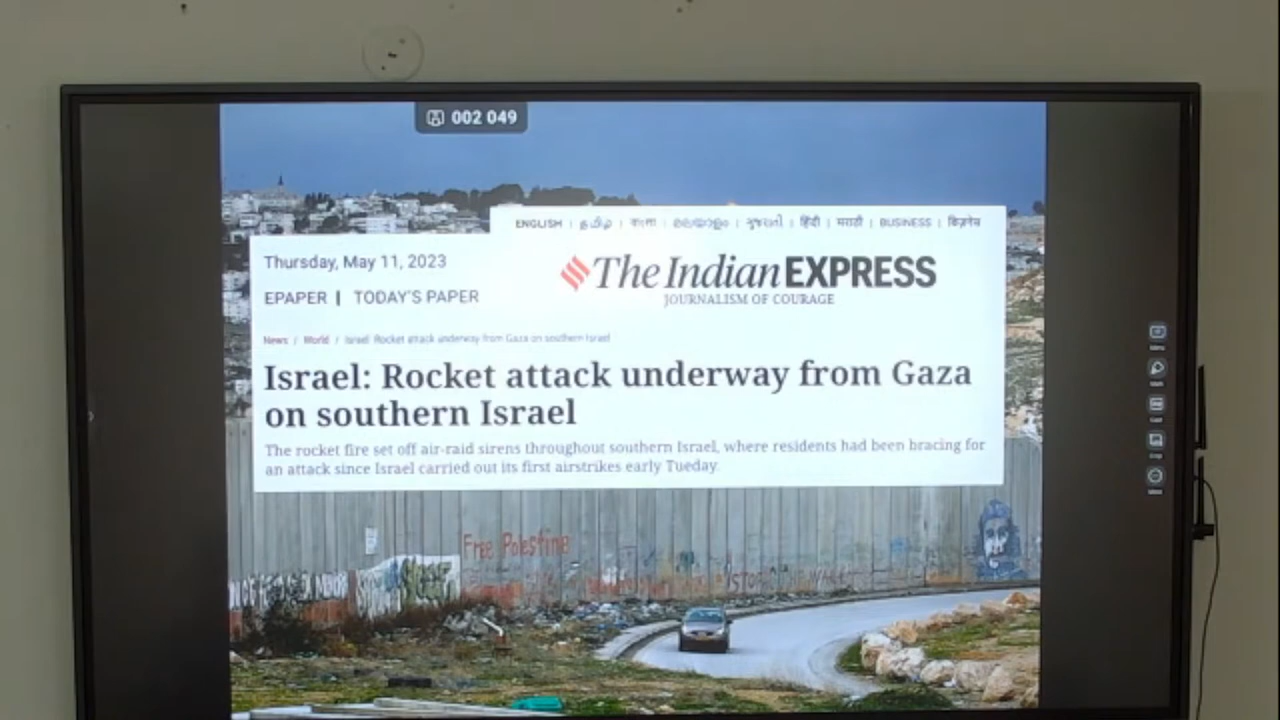 002 049
ENGLISH | தமிழ் | বাংলা | മലയാളം | ગુજરાતી | हिंदी | मराठी | BUSINESS | बिज़नेस
Thursday, May 11, 2023
The Indian EXPRESS
JOURNALISM OF COURAGE
EPAPER | TODAY'S PAPER
News / World / Israel: Rocket attack underway from Gaza on southern Israel
Israel: Rocket attack underway from Gaza
on southern Israel
The rocket fire set off air-raid sirens throughout southern Israel, where residents had been bracing for
an attack since Israel carried out its first airstrikes early Tueday.
Free Palestine